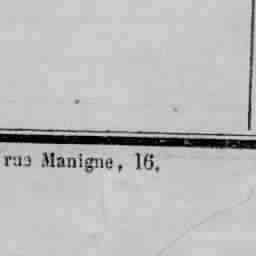 rue Manigne, 16,